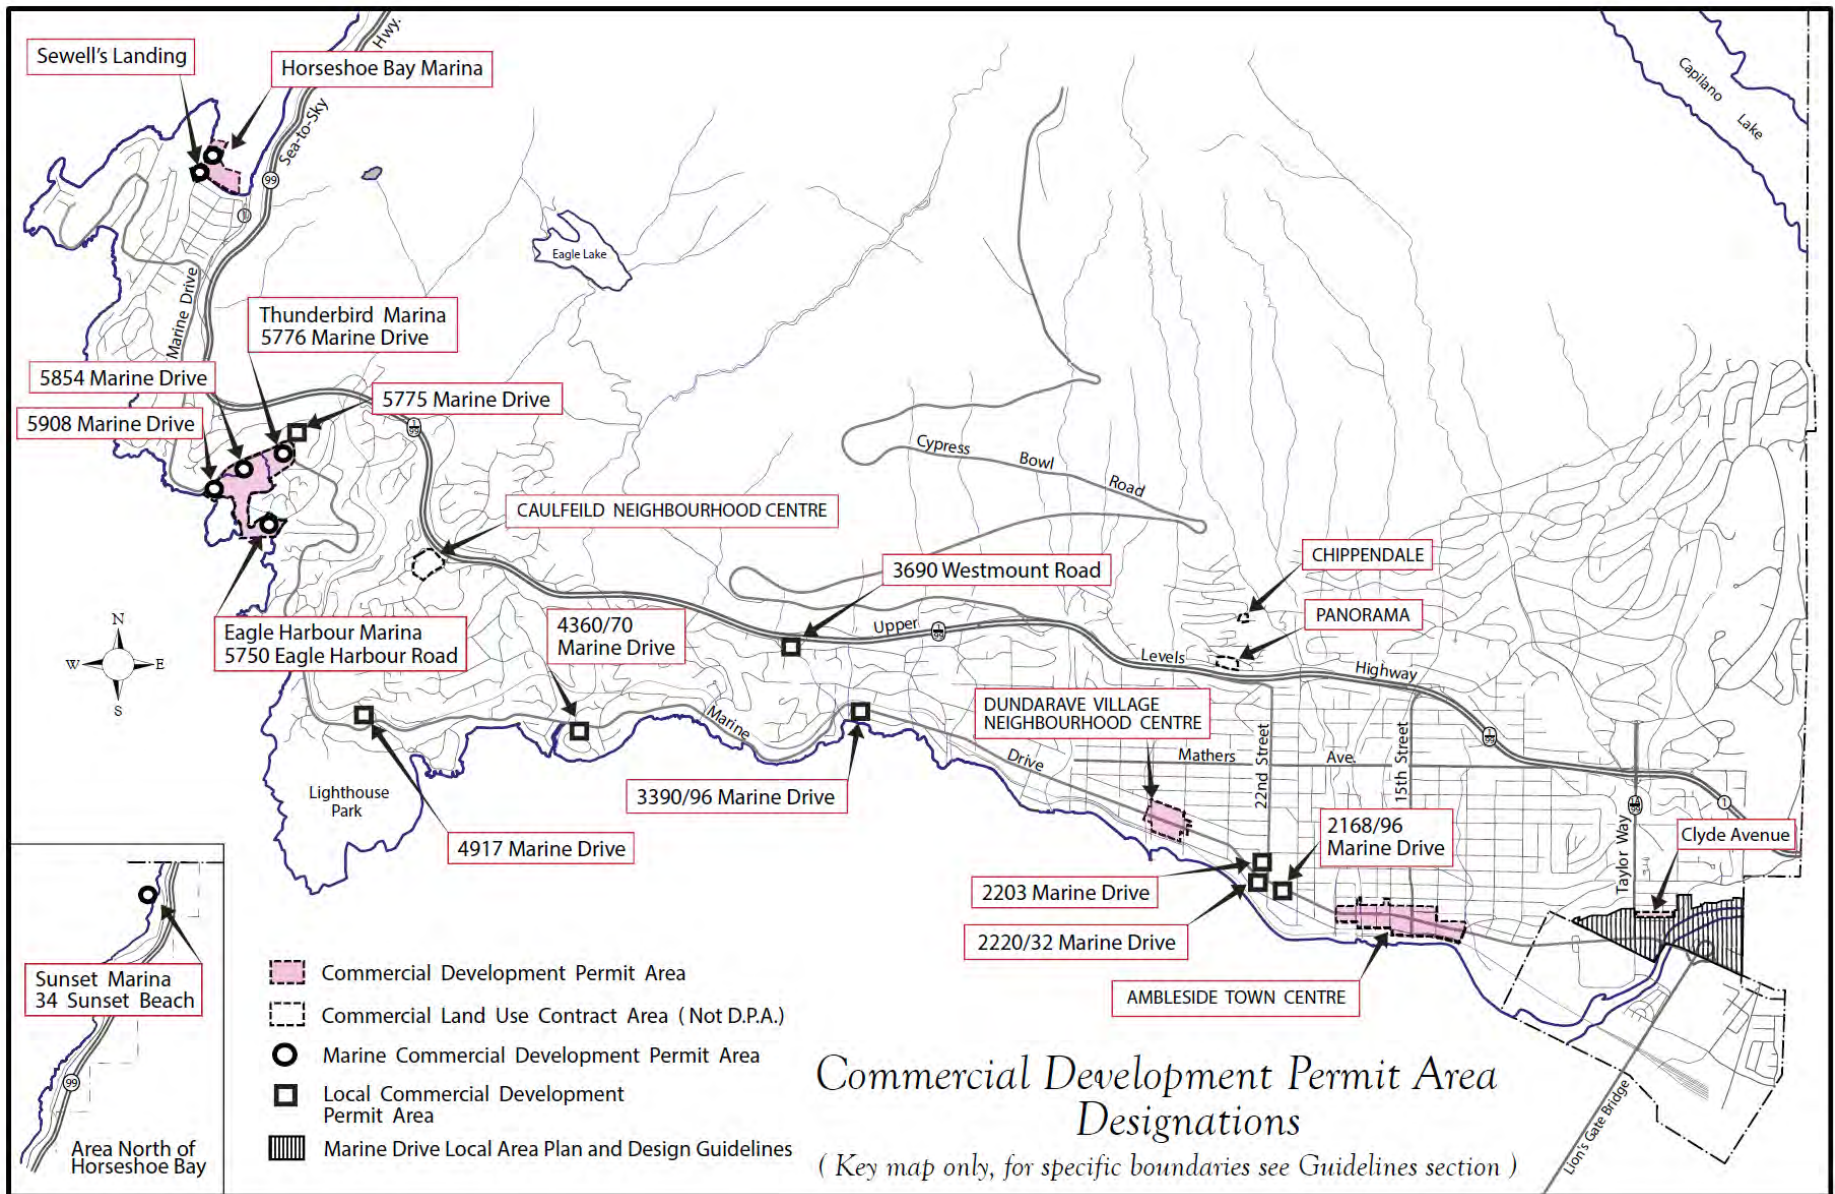 Sewell's Landing
Horseshoe Bay Marina
Hwy.
Sea-to-Sky
99
1
Capilano
Lake
Eagle Lake
Marine Drive
Thunderbird Marina
5776 Marine Drive
5854 Marine Drive
5775 Marine Drive
5908 Marine Drive
Cypress
Bowl
Road
CAULFEILD NEIGHBOURHOOD CENTRE
3690 Westmount Road
CHIPPENDALE
PANORAMA
N
W
E
S
Eagle Harbour Marina
5750 Eagle Harbour Road
4360/70
Marine Drive
Upper
Levels
Highway
DUNDARAVE VILLAGE
NEIGHBOURHOOD CENTRE
Marine
Drive
Mathers
Ave.
22nd Street
15th Street
Lighthouse
Park
3390/96 Marine Drive
4917 Marine Drive
2168/96
Marine Drive
1
Taylor Way
Clyde Avenue
2203 Marine Drive
2220/32 Marine Drive
AMBLESIDE TOWN CENTRE
Sunset Marina
34 Sunset Beach
99
Area North of
Horseshoe Bay
Commercial Development Permit Area
Commercial Land Use Contract Area ( Not D.P.A.)
Marine Commercial Development Permit Area
Local Commercial Development
Permit Area
Marine Drive Local Area Plan and Design Guidelines
Commercial Development Permit Area
Designations
( Key map only, for specific boundaries see Guidelines section )
Lion's Gate Bridge